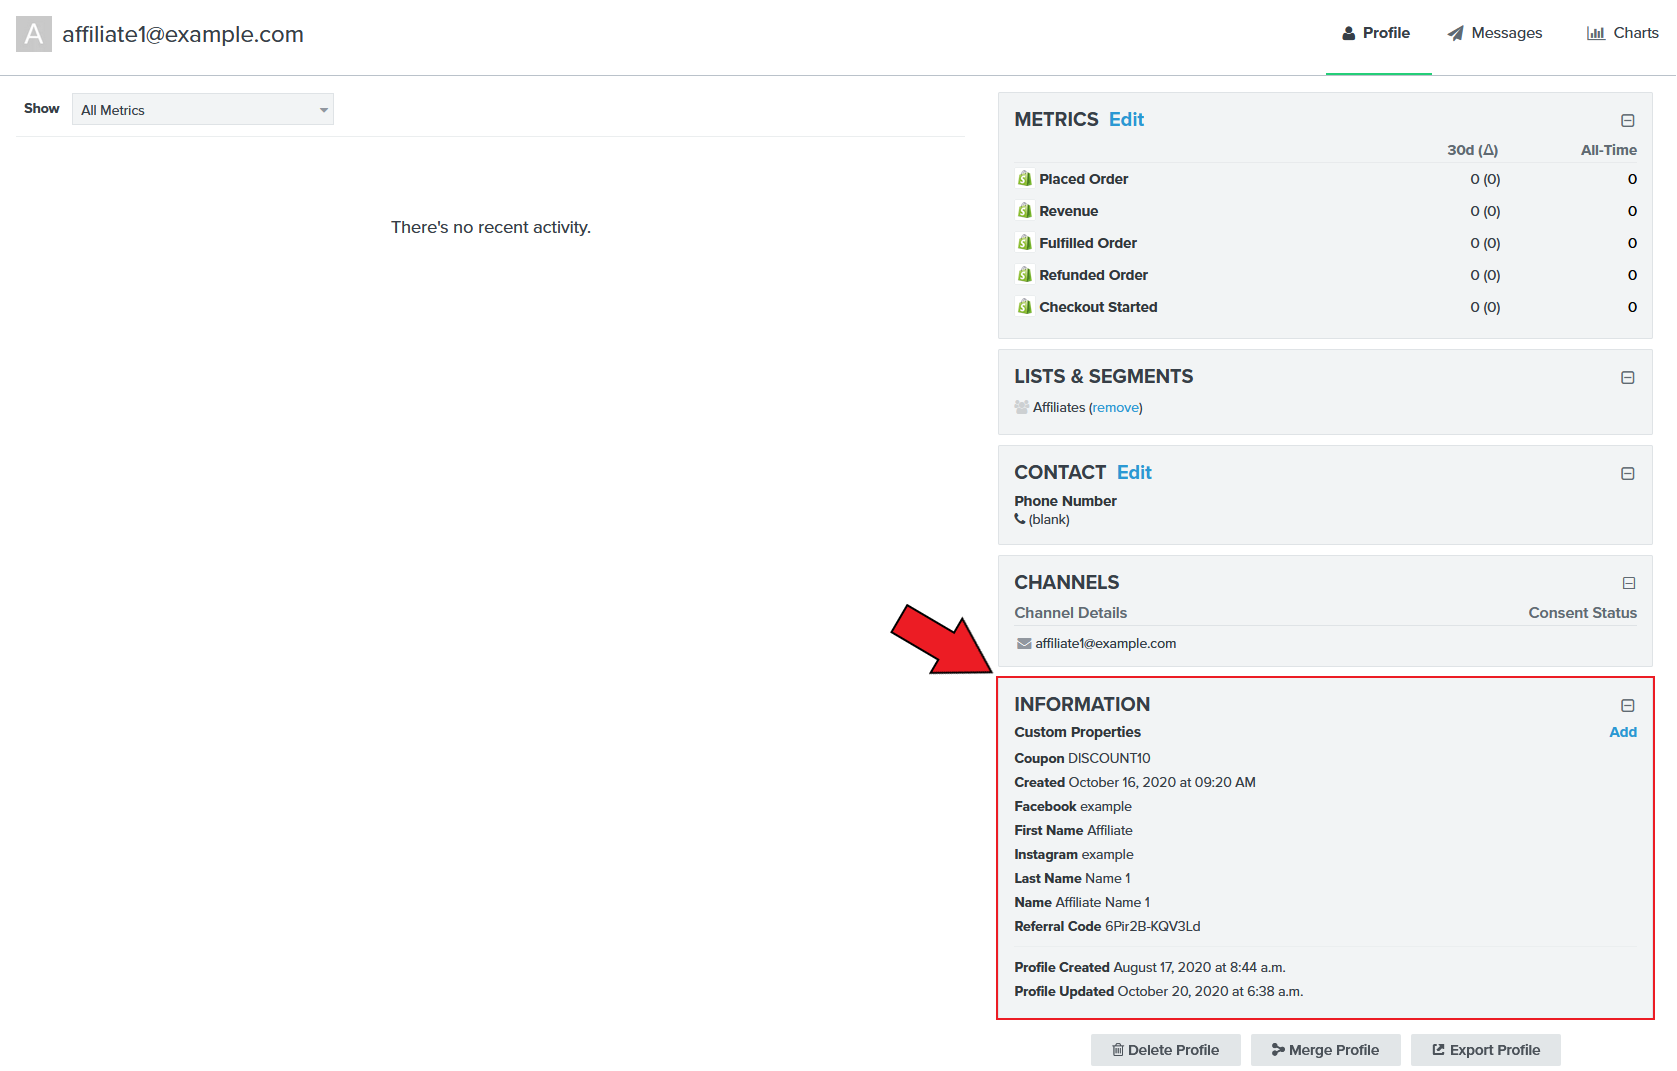 A affiliate1@example.com
Profile
Messages
Charts
Show All Metrics
There's no recent activity.
METRICS Edit
30d (Δ) All-Time
Placed Order 0 (0) 0
Revenue 0 (0) 0
Fulfilled Order 0 (0) 0
Refunded Order 0 (0) 0
Checkout Started 0 (0) 0
LISTS & SEGMENTS
Affiliates (remove)
CONTACT Edit
Phone Number
(blank)
CHANNELS
Channel Details Consent Status
affiliate1@example.com
INFORMATION
Custom Properties Add
Coupon DISCOUNT10
Created October 16, 2020 at 09:20 AM
Facebook example
First Name Affiliate
Instagram example
Last Name Name 1
Name Affiliate Name 1
Referral Code 6Pir2B-KQV3Ld
Profile Created August 17, 2020 at 8:44 a.m.
Profile Updated October 20, 2020 at 6:38 a.m.
Delete Profile
Merge Profile
Export Profile